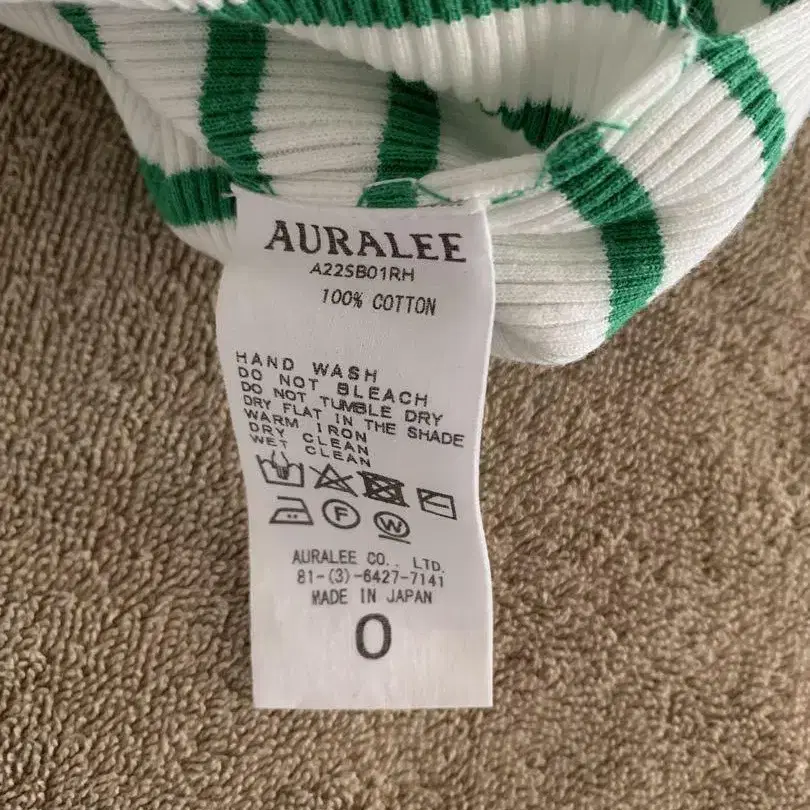 AURALEE
A22SB01RH
100% COTTON
HAND WASH
DO NOT BLEACH
DO NOT TUMBLE DRY
DRY FLAT IN THE SHADE
WARM IRON
DRY CLEAN
WET CLEAN
F W
AURALEE CO., LTD.
81-(3)-6427-7141
MADE IN JAPAN
0